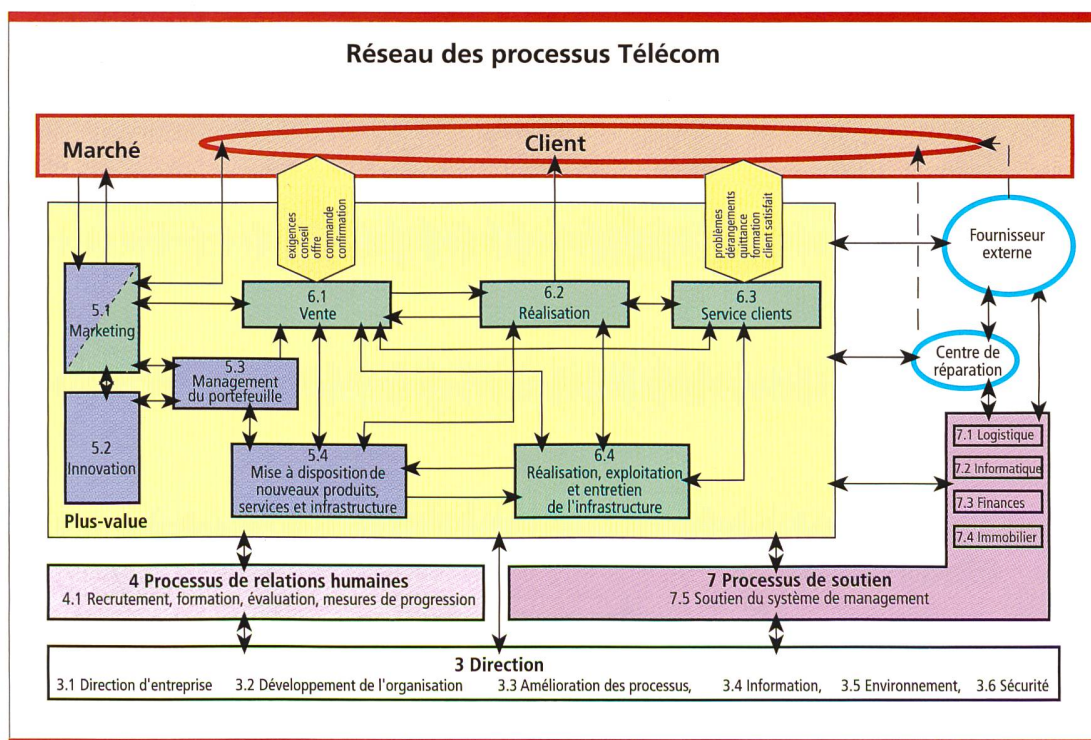 Réseau des processus Télécom
Marché
Client
exigences
conseil
offre
commande
confirmation
problèmes
dérangements
quittance
formation
client satisfait
Fournisseur
externe
5.1
Marketing
6.1
Vente
6.2
Réalisation
6.3
Service clients
Centre de
réparation
5.3
Management
du portefeuille
5.2
Innovation
5.4
Mise à disposition de
nouveaux produits,
services et infrastructure
6.4
Réalisation, exploitation
et entretien
de l'infrastructure
7.1 Logistique
7.2 Informatique
7.3 Finances
7.4 Immobilier
Plus-value
4 Processus de relations humaines
4.1 Recrutement, formation, évaluation, mesures de progression
7 Processus de soutien
7.5 Soutien du système de management
3 Direction
3.1 Direction d'entreprise 3.2 Développement de l'organisation 3.3 Amélioration des processus, 3.4 Information, 3.5 Environnement, 3.6 Sécurité